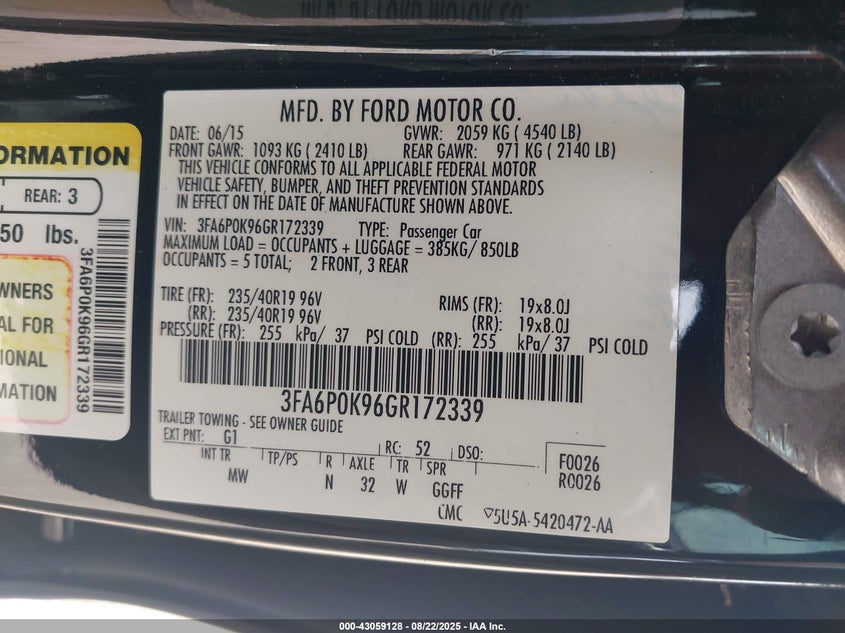 MFD. BY FORD MOTOR CO.
DATE: 06/15 GVWR: 2059 KG ( 4540 LB)
FRONT GAWR: 1093 KG ( 2410 LB) REAR GAWR: 971 KG ( 2140 LB)
THIS VEHICLE CONFORMS TO ALL APPLICABLE FEDERAL MOTOR
VEHICLE SAFETY, BUMPER, AND THEFT PREVENTION STANDARDS
IN EFFECT ON THE DATE OF MANUFACTURE SHOWN ABOVE.
VIN: 3FA6P0K96GR172339 TYPE: Passenger Car
MAXIMUM LOAD = OCCUPANTS + LUGGAGE = 385KG/ 850LB
OCCUPANTS = 5 TOTAL; 2 FRONT, 3 REAR
TIRE (FR): 235/40R19 96V RIMS (FR): 19x8.0J
(RR): 235/40R19 96V (RR): 19x8.0J
PRESSURE (FR): 255 kPa/ 37 PSI COLD (RR): 255 kPa/ 37 PSI COLD
3FA6P0K96GR172339
TRAILER TOWING - SEE OWNER GUIDE
EXT PNT: G1 RC: 52 DSO:
INT TR TP/PS R AXLE TR SPR
MW N 32 W GGFF
F0026
R0026
CMC ▽5U5A-5420472-AA
ORMATION
REAR: 3
50 lbs.
WNERS
AL FOR
TIONAL
MATION
3FA6P0K96GR172339
000-43059128 - 08/22/2025 - IAA Inc.